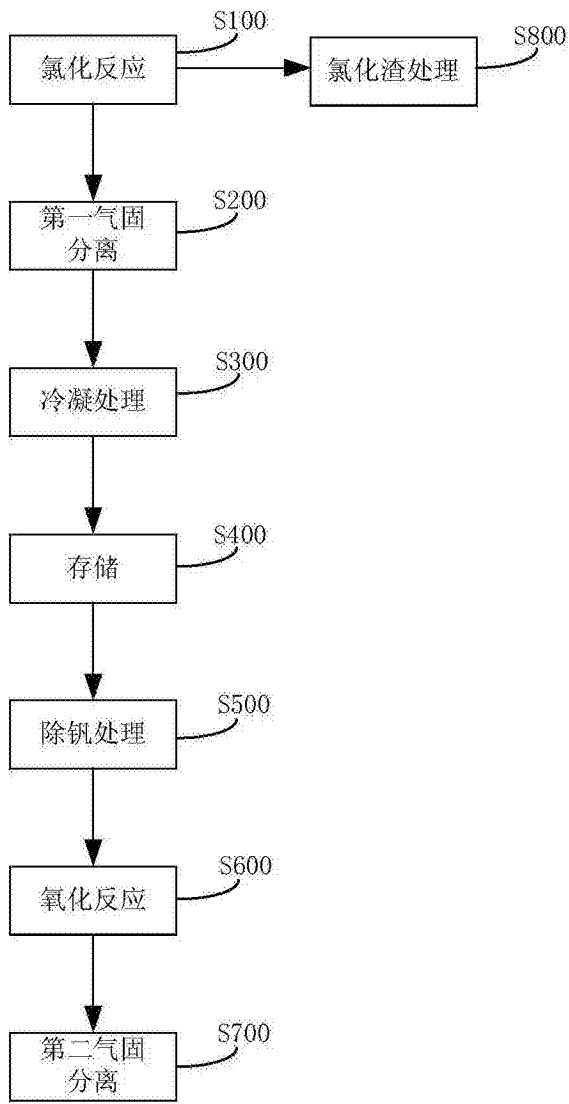 S100
氯化反应
S800
氯化渣处理
S200
第一气固
分离
S300
冷凝处理
S400
存储
S500
除钒处理
S600
氧化反应
S700
第二气固
分离